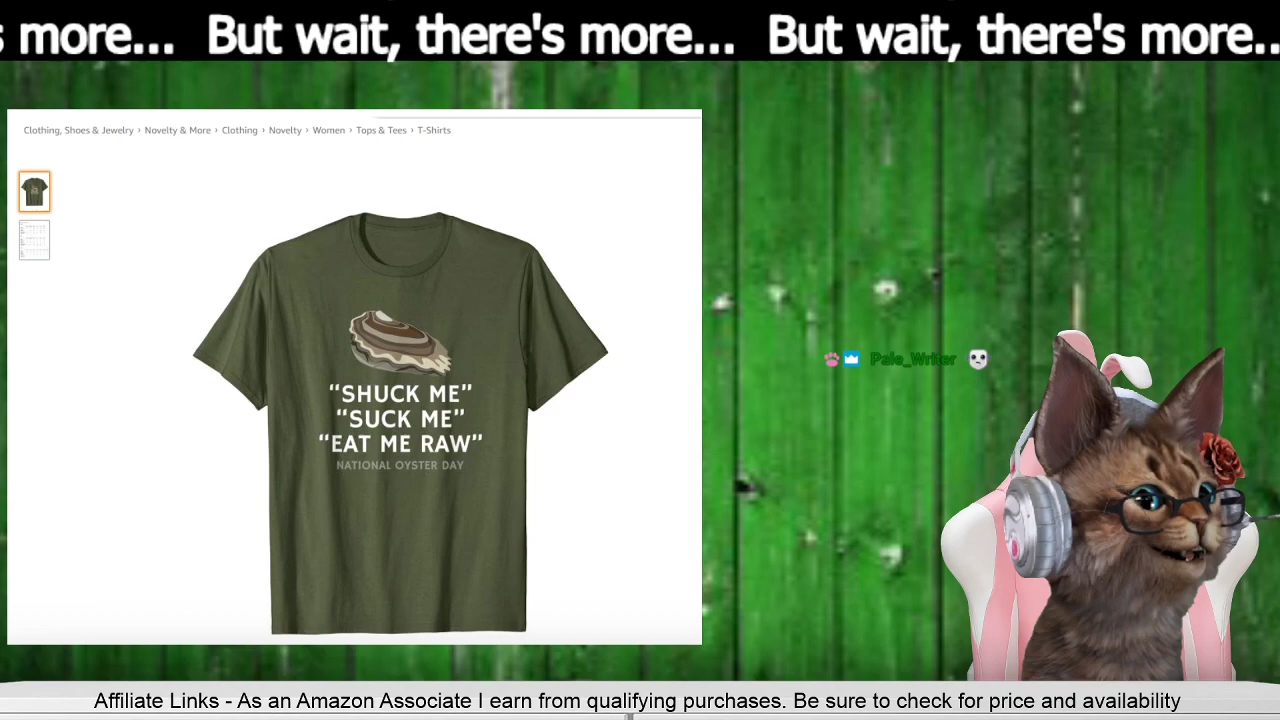 s more... But wait, there's more... But wait, there's more...
Clothing, Shoes & Jewelry › Novelty & More › Clothing › Novelty › Women › Tops & Tees › T-Shirts
“SHUCK ME”
“SUCK ME”
“EAT ME RAW”
NATIONAL OYSTER DAY
Pale_Writer
Affiliate Links - As an Amazon Associate I earn from qualifying purchases. Be sure to check for price and availability